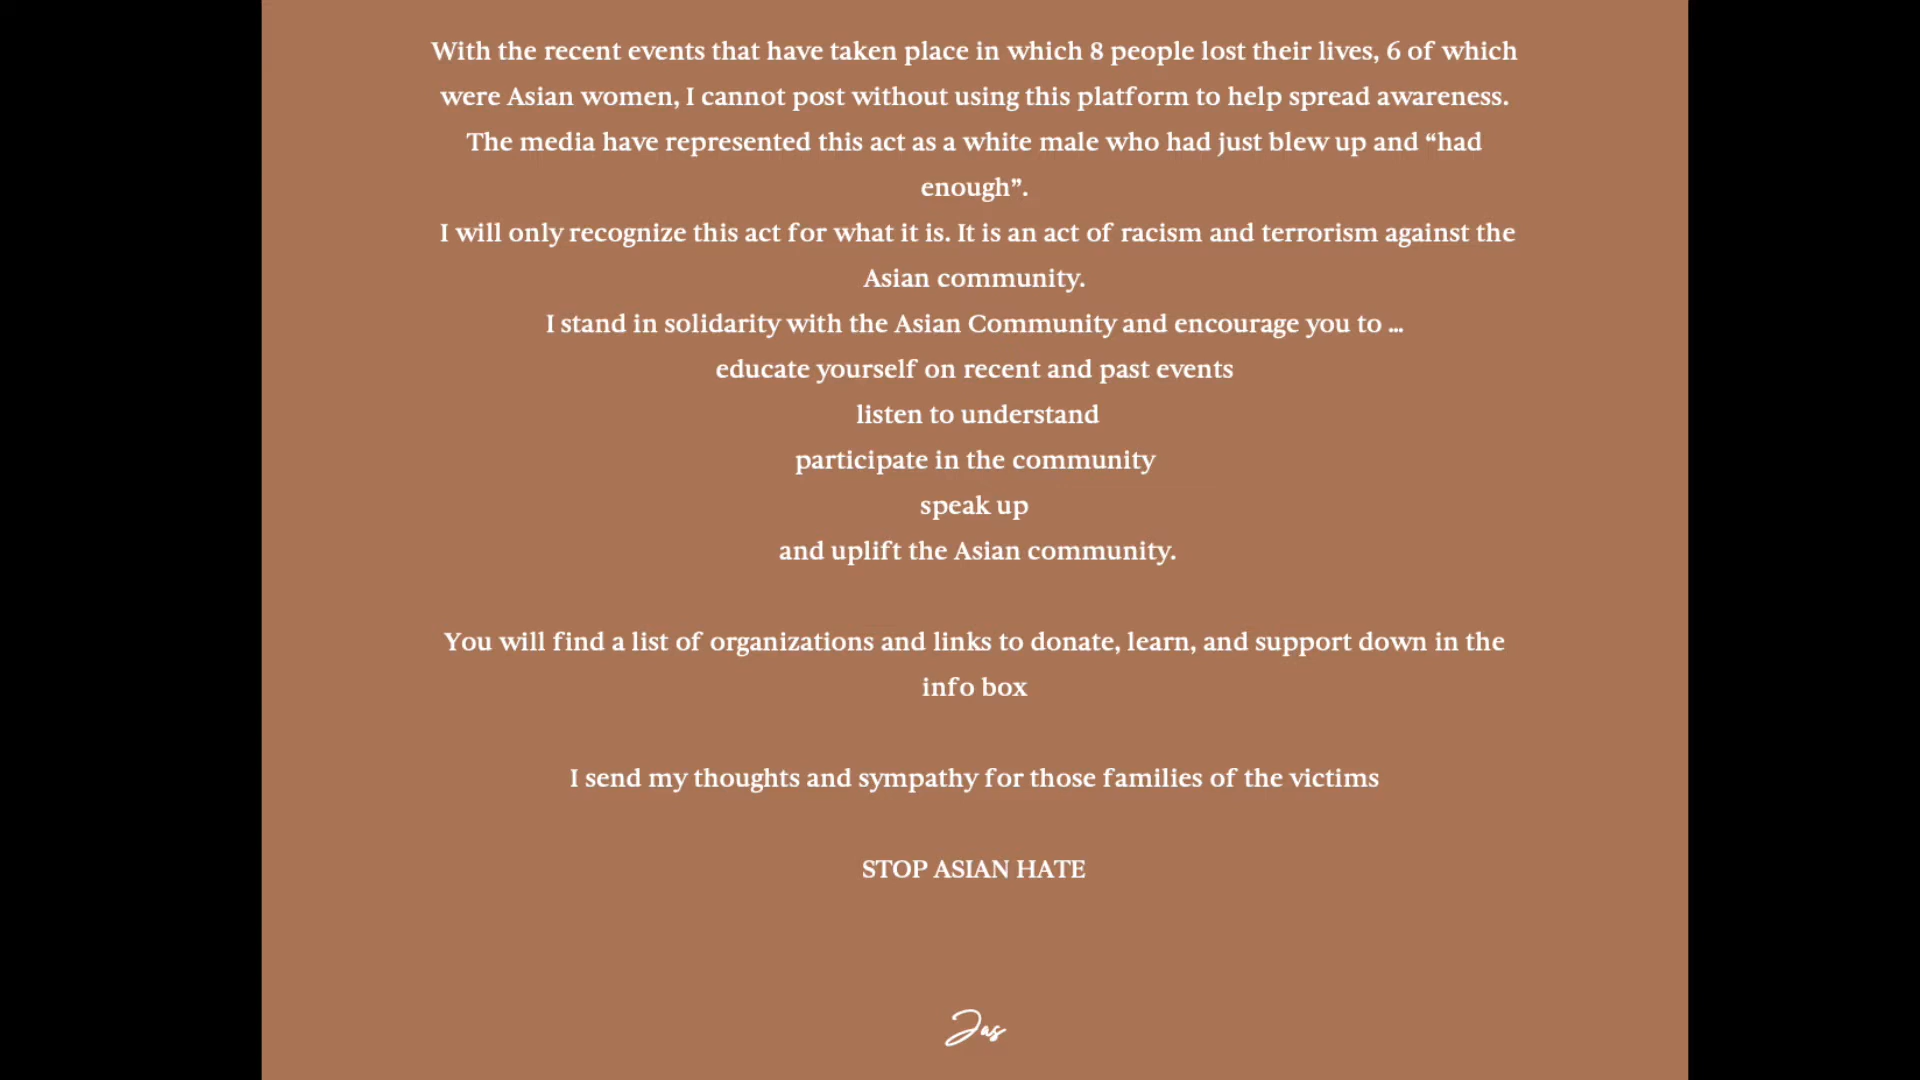 With the recent events that have taken place in which 8 people lost their lives, 6 of which
were Asian women, I cannot post without using this platform to help spread awareness.
The media have represented this act as a white male who had just blew up and “had
enough”.
I will only recognize this act for what it is. It is an act of racism and terrorism against the
Asian community.
I stand in solidarity with the Asian Community and encourage you to ...
educate yourself on recent and past events
listen to understand
participate in the community
speak up
and uplift the Asian community.
You will find a list of organizations and links to donate, learn, and support down in the
info box
I send my thoughts and sympathy for those families of the victims
STOP ASIAN HATE
Jas